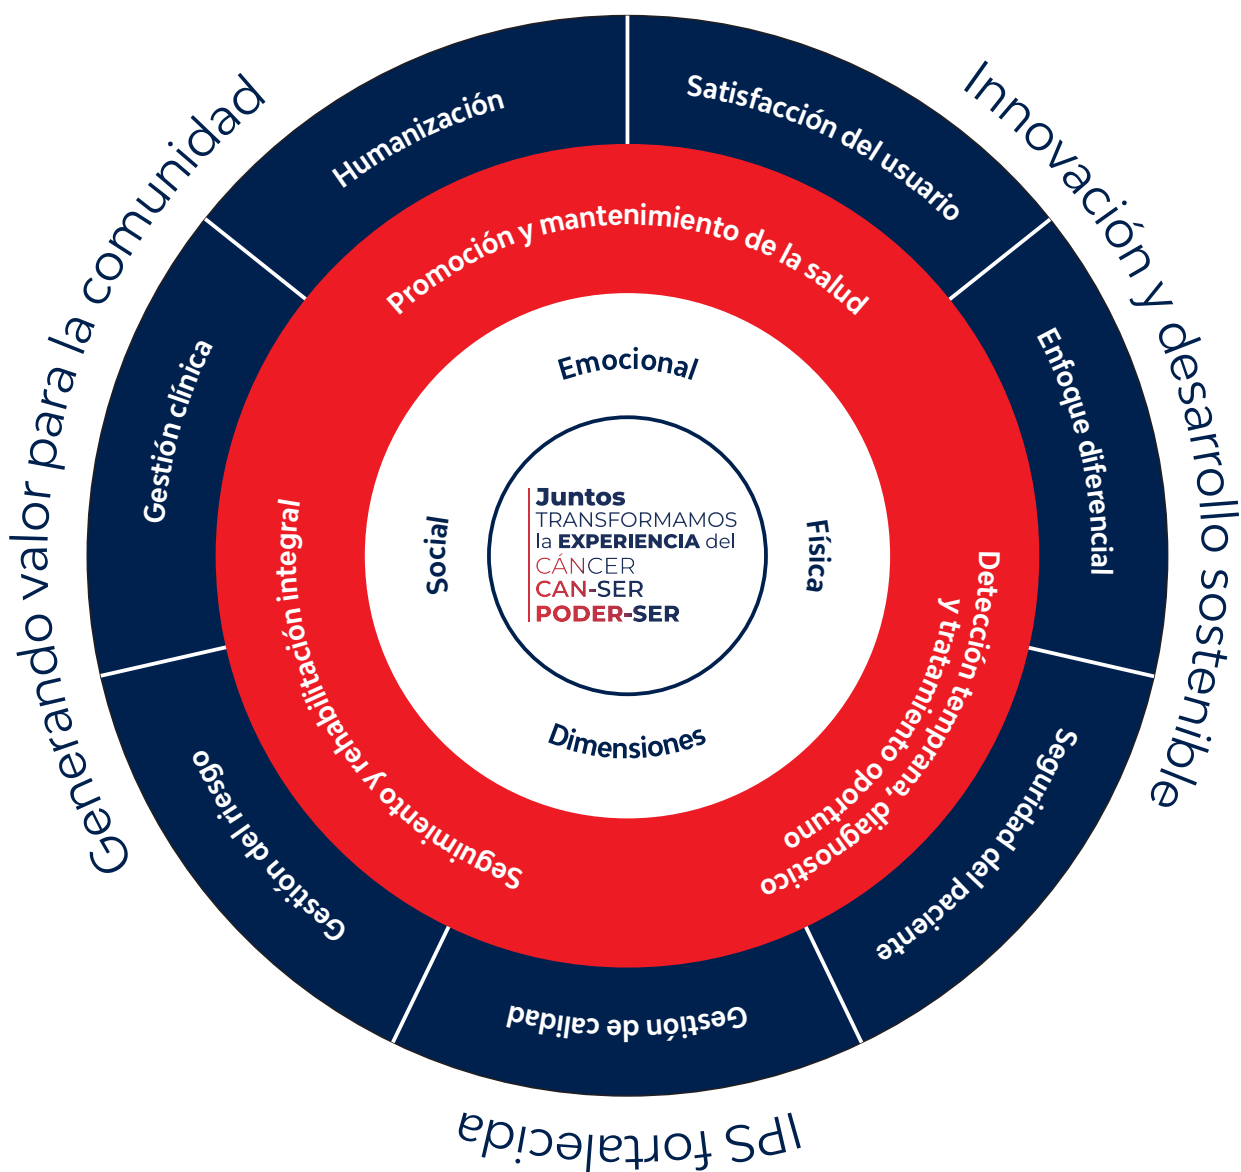 Generando valor para la comunidad
Innovación y desarrollo sostenible
IPS fortalecida
Humanización
Satisfacción del usuario
Enfoque diferencial
Seguridad del paciente
Gestión de calidad
Gestión del riesgo
Gestión clínica
Promoción y mantenimiento de la salud
Detección temprana, diagnostico
y tratamiento oportuno
Seguimiento y rehabilitación integral
Emocional
Física
Dimensiones
Social
Juntos
TRANSFORMAMOS
la EXPERIENCIA del
CÁNCER
CAN-SER
PODER-SER